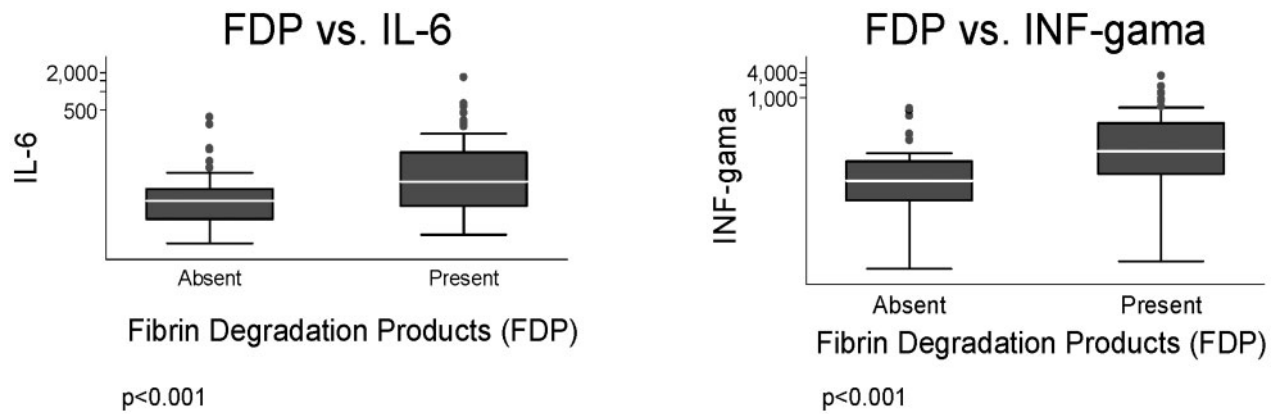 FDP vs. IL-6
2,000
500
IL-6
Absent Present
Fibrin Degradation Products (FDP)
p<0.001
FDP vs. INF-gama
4,000
1,000
INF-gama
Absent Present
Fibrin Degradation Products (FDP)
p<0.001